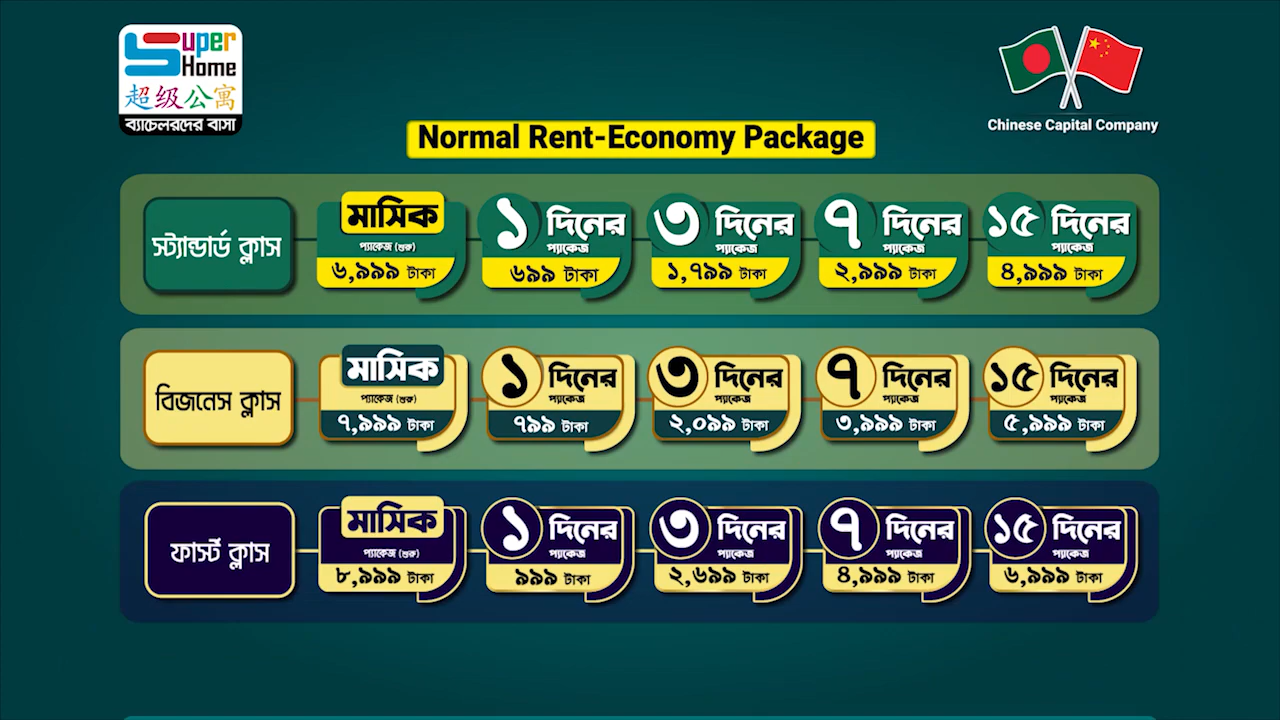 Super
Home
超级公寓
ব্যাচেলরদের বাসা
Chinese Capital Company
Normal Rent-Economy Package
স্ট্যান্ডার্ড ক্লাস
মাসিক
প্যাকেজ (শুরু)
৬,৯৯৯ টাকা
১ দিনের
প্যাকেজ
৬৯৯ টাকা
৩ দিনের
প্যাকেজ
১,৭৯৯ টাকা
৭ দিনের
প্যাকেজ
২,৯৯৯ টাকা
১৫ দিনের
প্যাকেজ
৪,৯৯৯ টাকা
বিজনেস ক্লাস
মাসিক
প্যাকেজ (শুরু)
৭,৯৯৯ টাকা
১ দিনের
প্যাকেজ
৭৯৯ টাকা
৩ দিনের
প্যাকেজ
২,০৯৯ টাকা
৭ দিনের
প্যাকেজ
৩,৯৯৯ টাকা
১৫ দিনের
প্যাকেজ
৫,৯৯৯ টাকা
ফার্স্ট ক্লাস
মাসিক
প্যাকেজ (শুরু)
৮,৯৯৯ টাকা
১ দিনের
প্যাকেজ
৯৯৯ টাকা
৩ দিনের
প্যাকেজ
২,৬৯৯ টাকা
৭ দিনের
প্যাকেজ
৪,৯৯৯ টাকা
১৫ দিনের
প্যাকেজ
৬,৯৯৯ টাকা